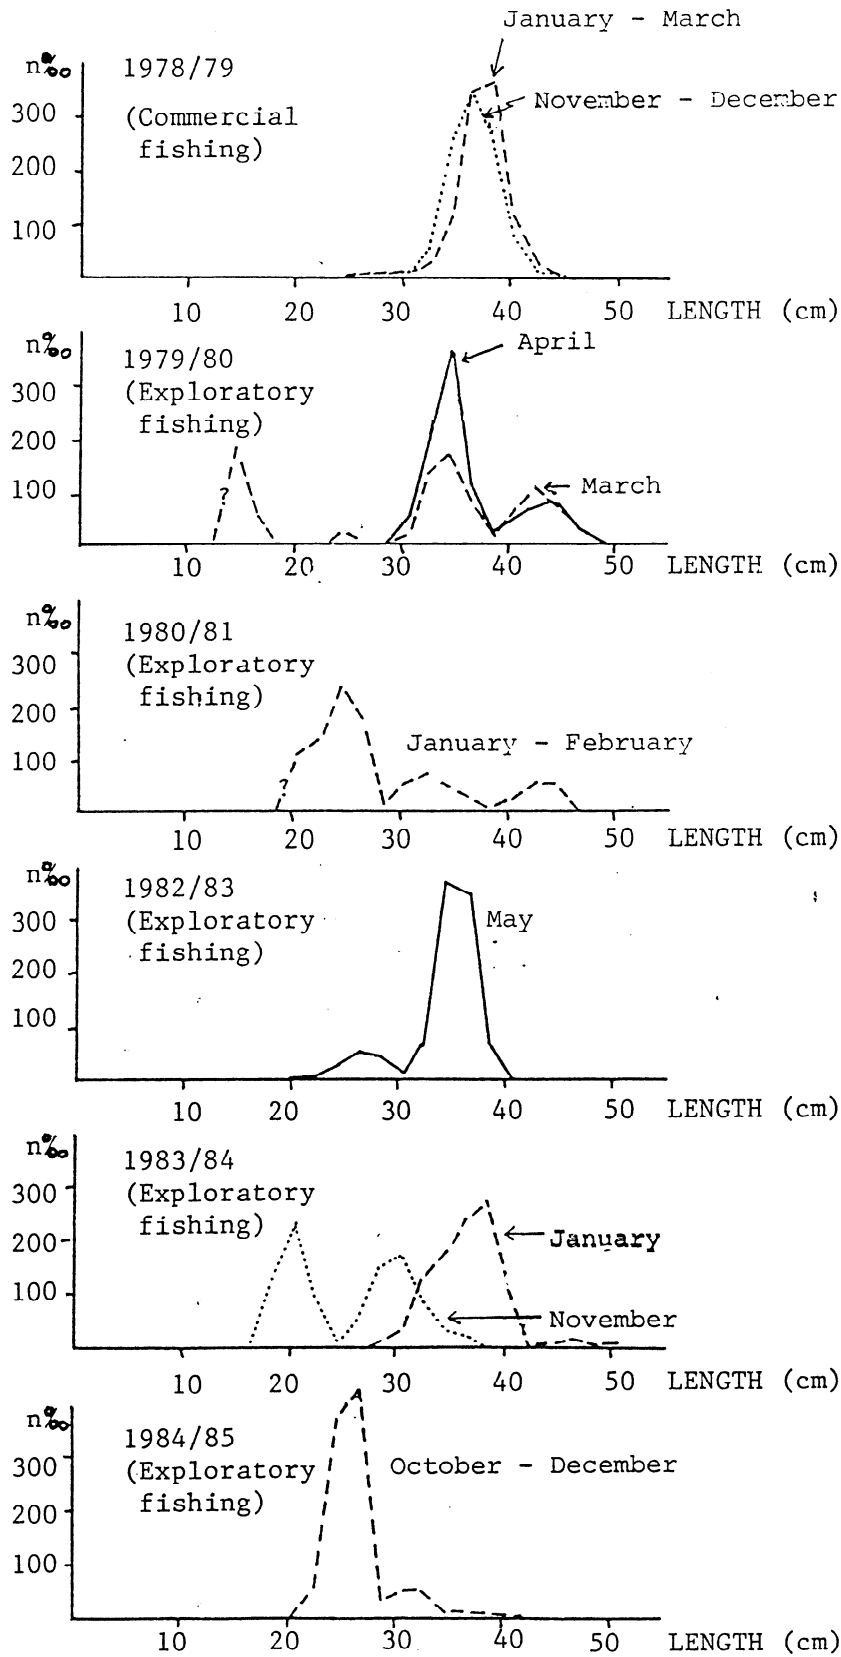 January - March
n‰ 1978/79
November - December
300 (Commercial
fishing)
200
100
10 20 30 40 50 LENGTH (cm)
n‰ 1979/80 April
300 (Exploratory
fishing)
200
100 ? March
10 20 30 40 50 LENGTH (cm)
n‰ 1980/81
300 (Exploratory
fishing)
200
January - February
100
?
10 20 30 40 50 LENGTH (cm)
n‰ 1982/83
300 (Exploratory May
fishing)
200
100
10 20 30 40 50 LENGTH (cm)
n‰ 1983/84
300 (Exploratory
fishing)
200 January
100
November
10 20 30 40 50 LENGTH (cm)
n‰ 1984/85
300 (Exploratory October - December
fishing)
200
100
10 20 30 40 50 LENGTH (cm)